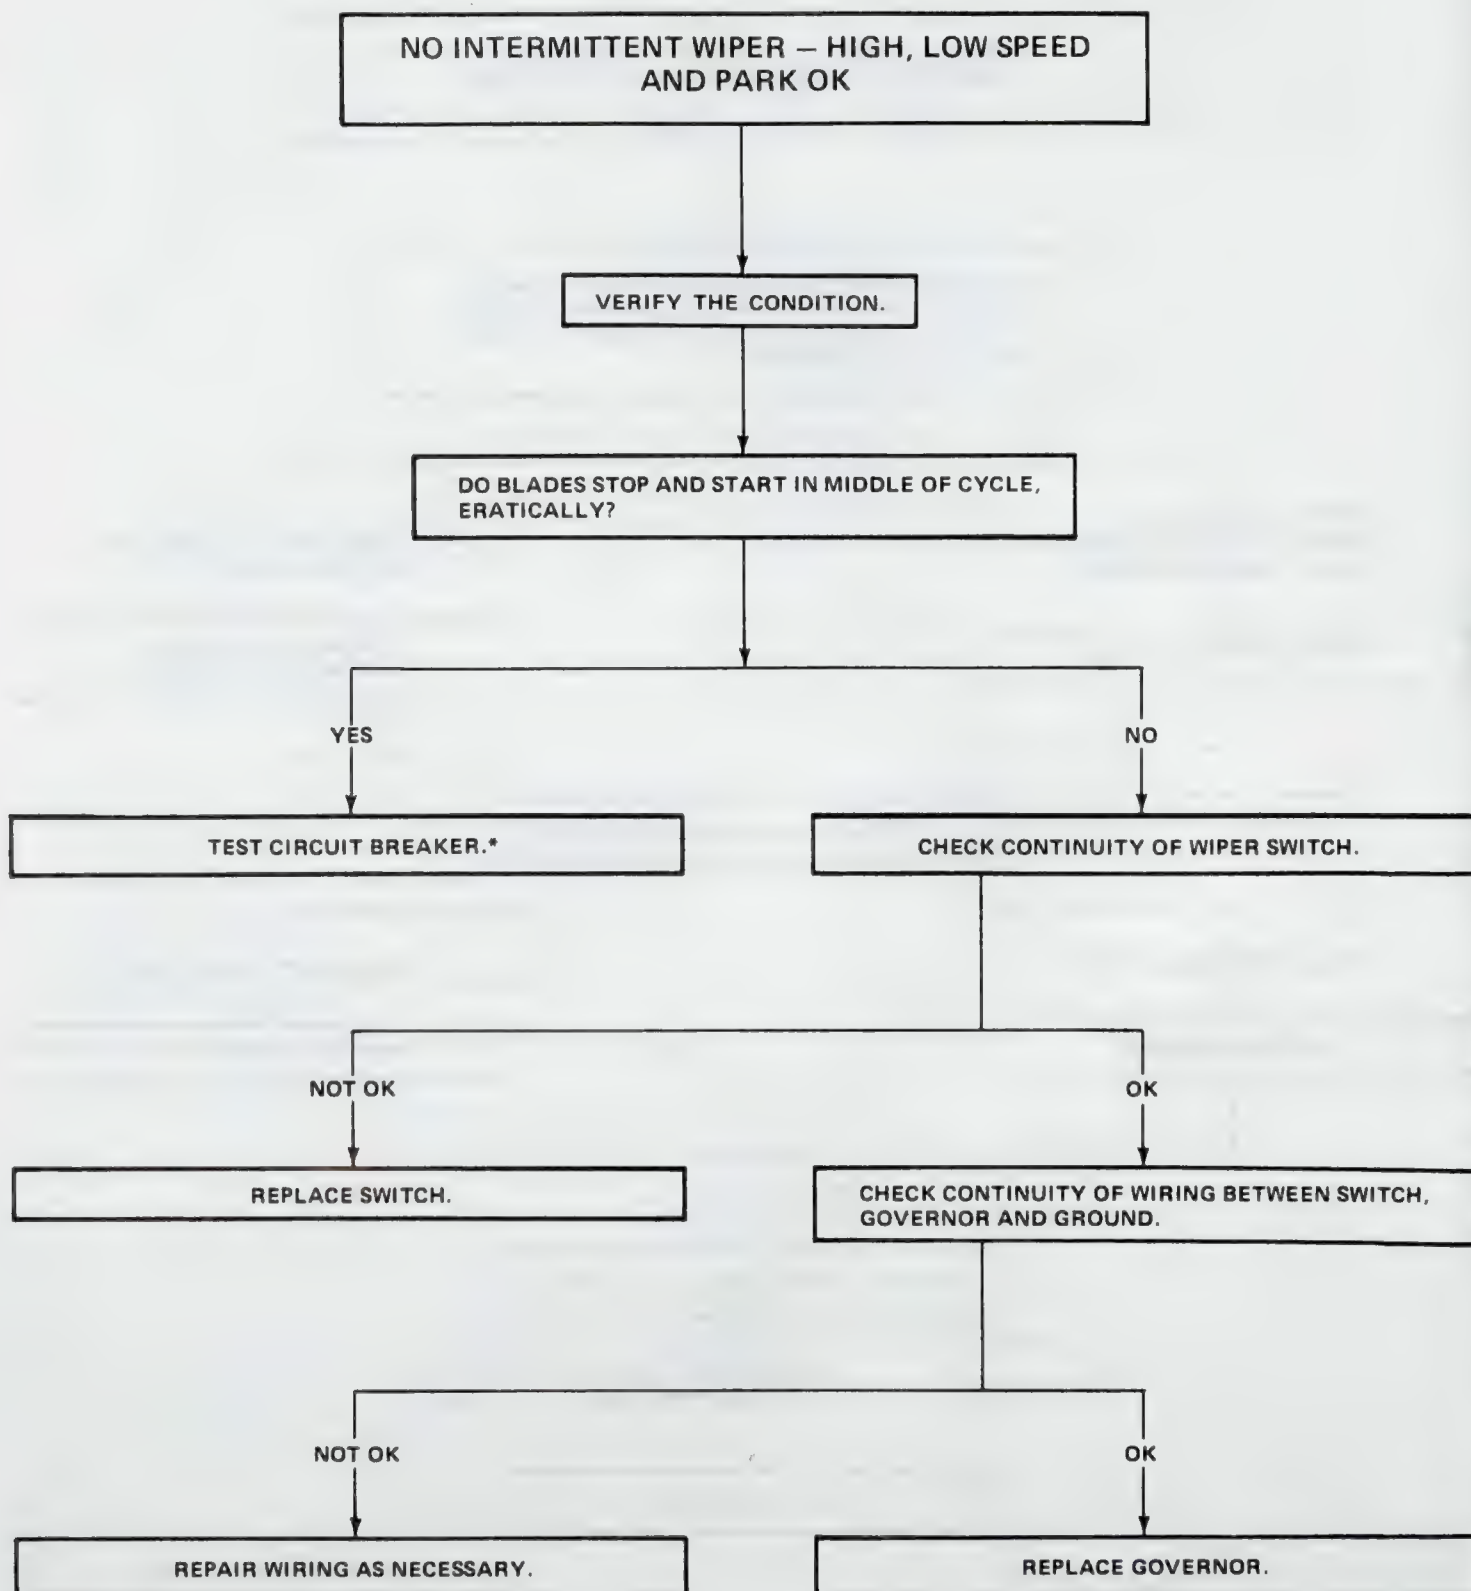 NO INTERMITTENT WIPER — HIGH, LOW SPEED
AND PARK OK
VERIFY THE CONDITION.
DO BLADES STOP AND START IN MIDDLE OF CYCLE,
ERATICALLY?
YES
NO
TEST CIRCUIT BREAKER.*
CHECK CONTINUITY OF WIPER SWITCH.
NOT OK
OK
REPLACE SWITCH.
CHECK CONTINUITY OF WIRING BETWEEN SWITCH,
GOVERNOR AND GROUND.
NOT OK
OK
REPAIR WIRING AS NECESSARY.
REPLACE GOVERNOR.